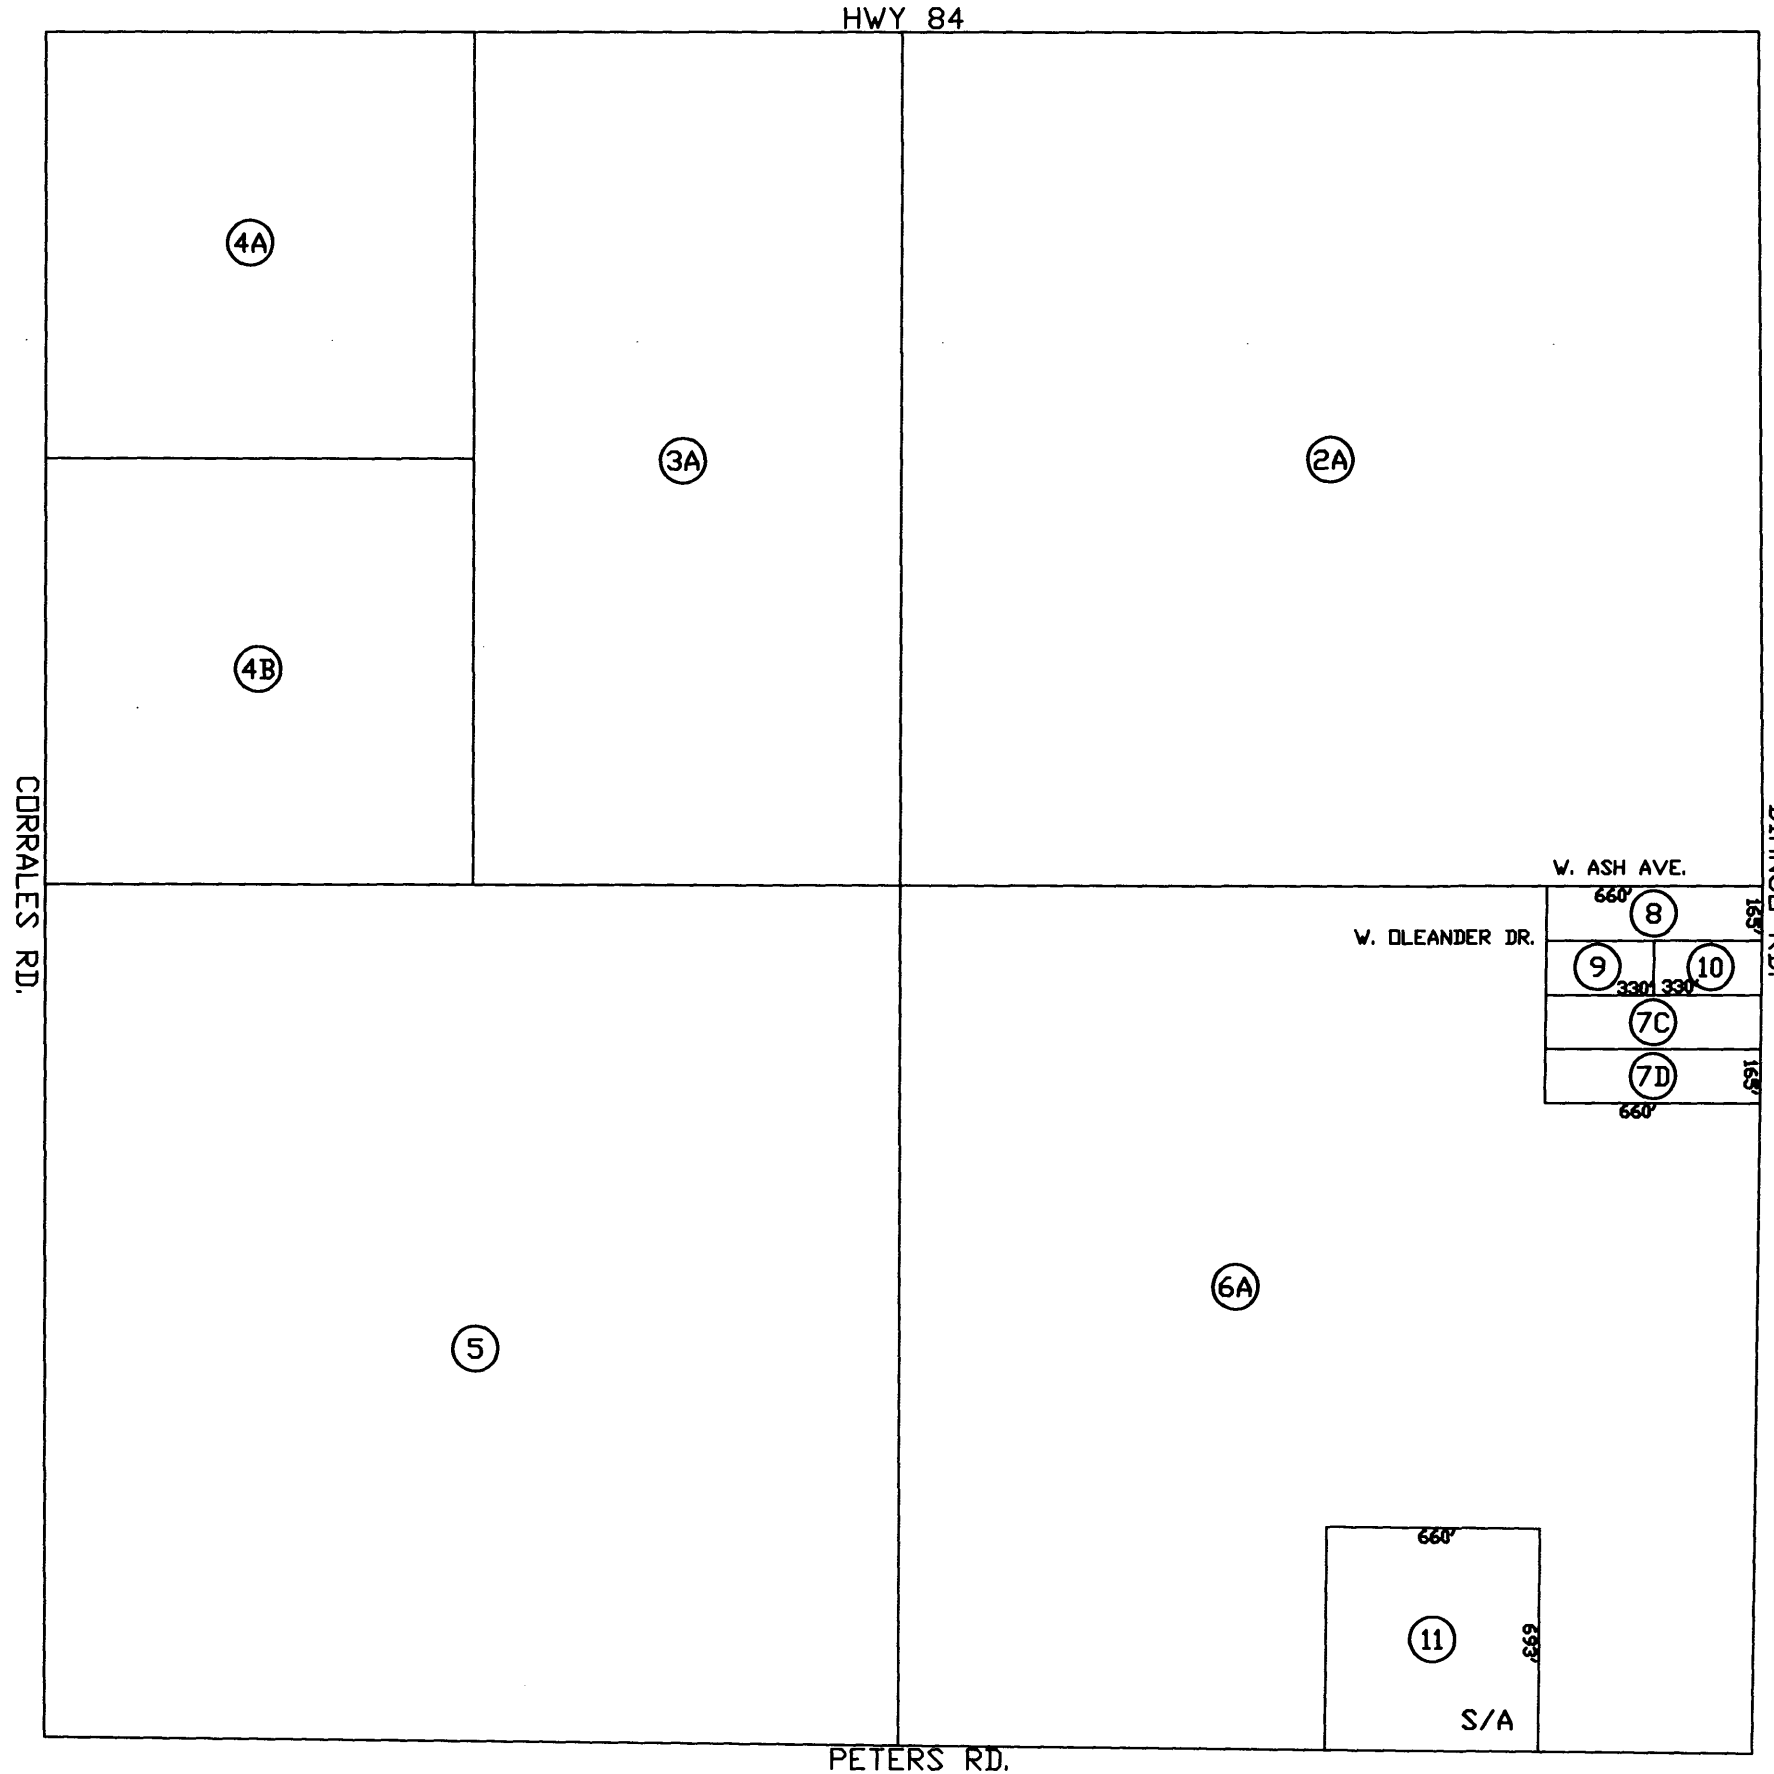 HWY 84
4A
3A
2A
4B
CORRALES RD.
W. ASH AVE.
660'
8
165'
W. OLEANDER DR.
9
10
330'
330'
7C
7D
165'
660'
6A
5
660'
11
693'
S/A
PETERS RD.